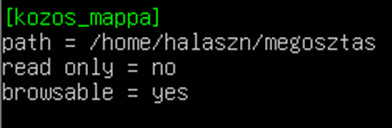 [kozos_mappa]
path = /home/halaszn/megosztas
read only = no
browsable = yes